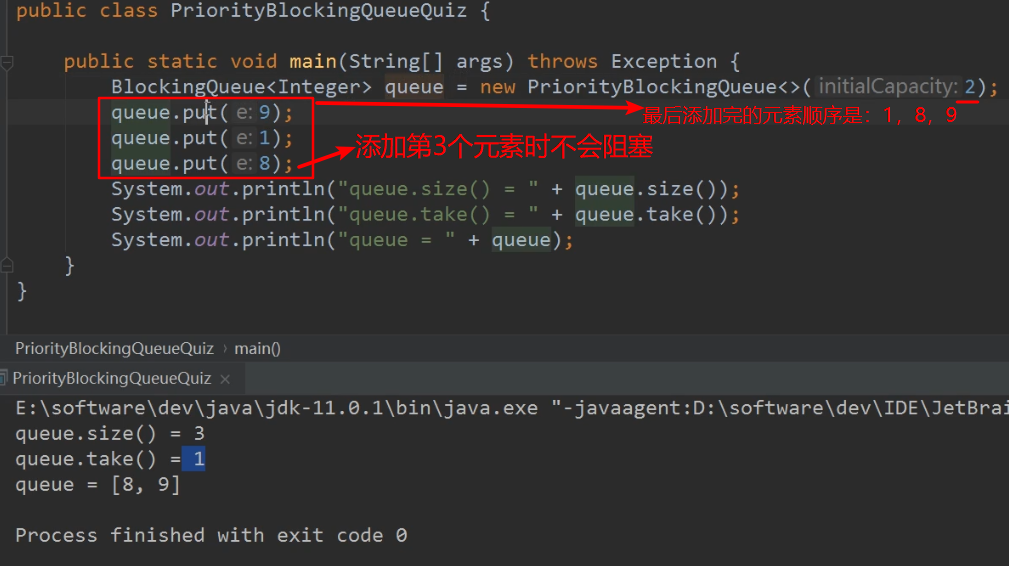 public class PriorityBlockingQueueQuiz {
public static void main(String[] args) throws Exception {
BlockingQueue<Integer> queue = new PriorityBlockingQueue<>( initialCapacity: 2);
queue.put( e: 9);
最后添加完的元素顺序是：1，8，9
queue.put( e: 1);
添加第3个元素时不会阻塞
queue.put( e: 8);
System.out.println("queue.size() = " + queue.size());
System.out.println("queue.take() = " + queue.take());
System.out.println("queue = " + queue);
}
}
PriorityBlockingQueueQuiz › main()
PriorityBlockingQueueQuiz ×
E:\software\dev\java\jdk-11.0.1\bin\java.exe "-javaagent:D:\software\dev\IDE\JetBrai
queue.size() = 3
queue.take() = 1
queue = [8, 9]
Process finished with exit code 0